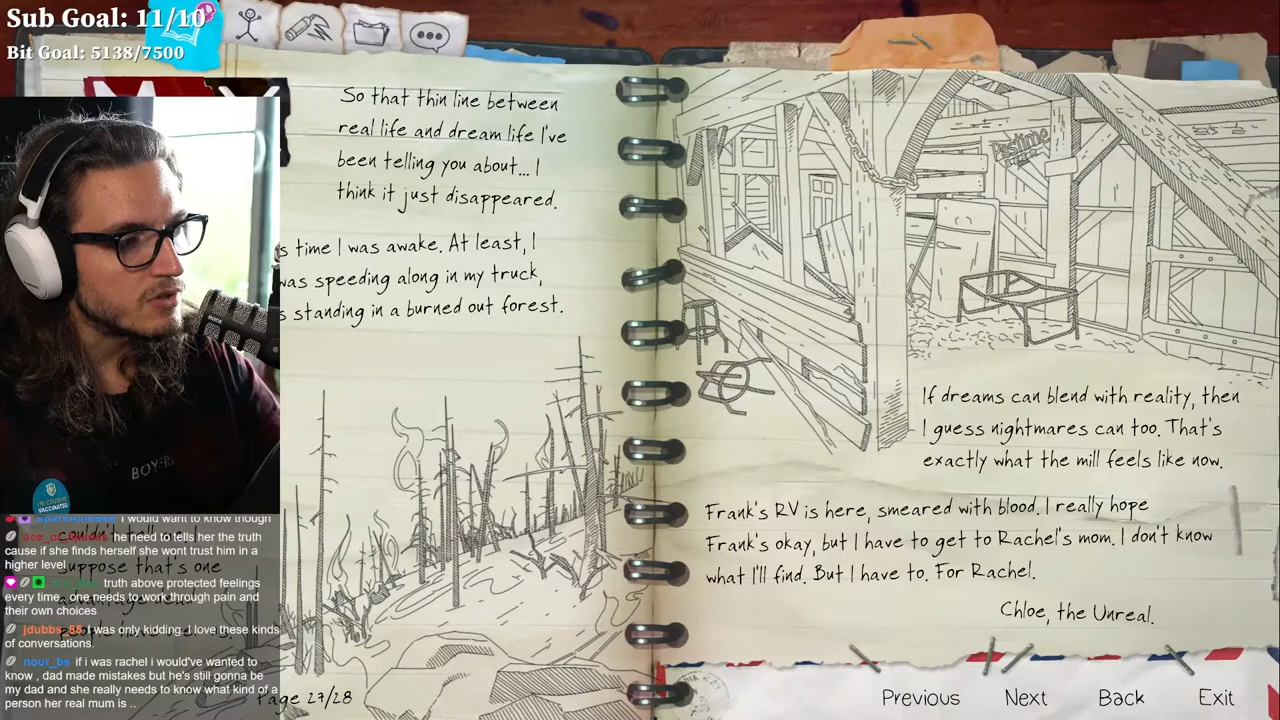 Sub Goal: 11/10
Bit Goal: 5138/7500
So that thin line between
real life and dream life I've
been telling you about... I
think it just disappeared.
s time I was awake. At least, I
was speeding along in my truck,
s standing in a burned out forest.
Pastime
If dreams can blend with reality, then
I guess nightmares can too. That's
exactly what the mill feels like now.
Frank's RV is here, smeared with blood. I really hope
Frank's okay, but I have to get to Rachel's mom. I don't know
what I'll find. But I have to. For Rachel.
Chloe, the Unreal.
BOY-R
I'M COVID-19
VACCINATED
I would want to know though
he need to tells her the truth
cause if she finds herself she wont trust him in a
higher level
truth above protected feelings
every time.. one needs to work through pain and
their own choices
suppose that's one
jdubbs_85: I was only kidding. I love these kinds
of conversations.
nour_bs: if i was rachel i would've wanted to
know , dad made mistakes but he's still gonna be
my dad and she really needs to know what kind of a
person her real mum is ..
Page 27/28
Previous
Next
Back
Exit